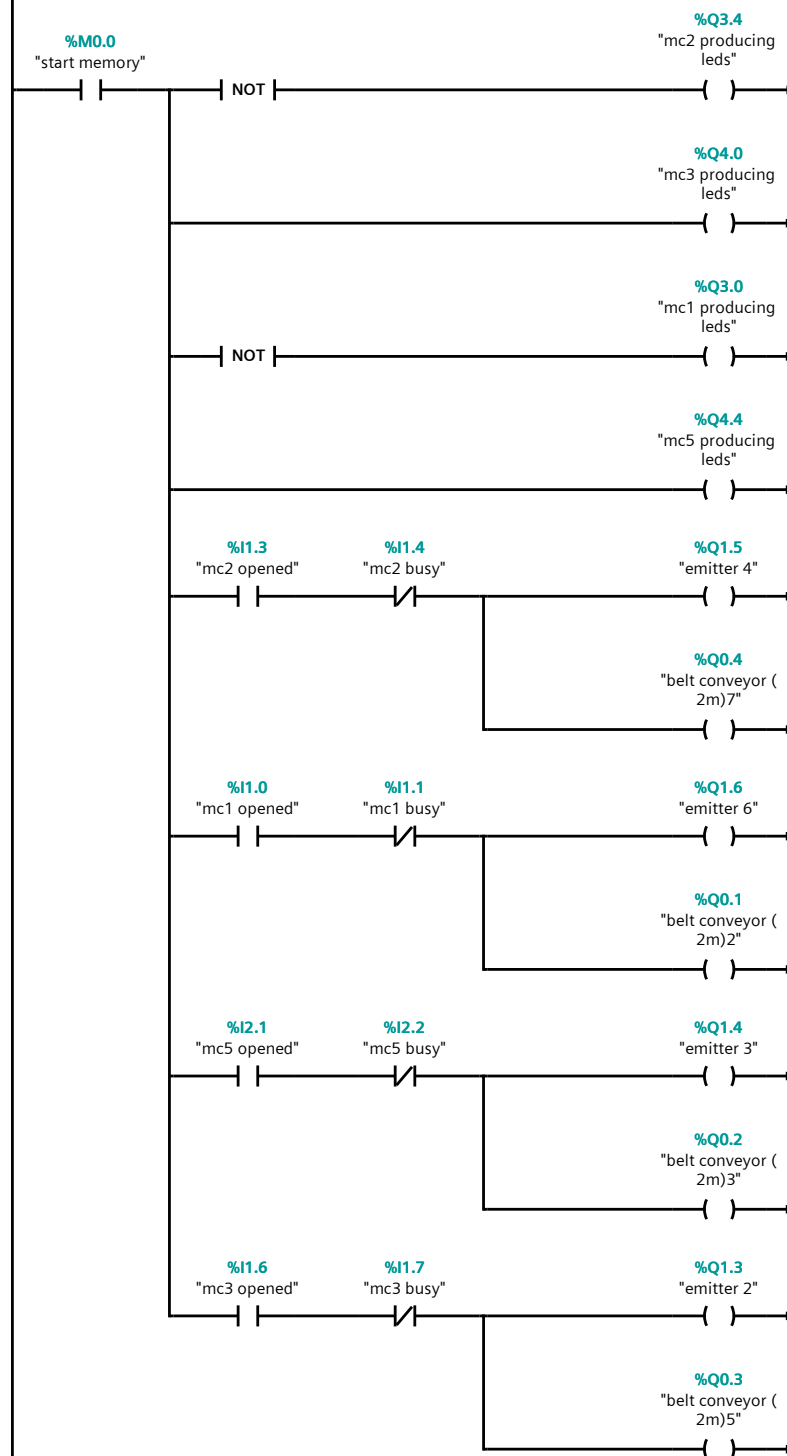 %Q3.4
%M0.0
"mc2 producing
"start memory"
leds"
NOT
%Q4.0
"mc3 producing
leds"
%Q3.0
"mc1 producing
leds"
NOT
%Q4.4
"mc5 producing
leds"
%I1.3
%I1.4
%Q1.5
"mc2 opened"
"mc2 busy"
"emitter 4"
%Q0.4
"belt conveyor (
2m)7"
%I1.0
%I1.1
%Q1.6
"mc1 opened"
"mc1 busy"
"emitter 6"
%Q0.1
"belt conveyor (
2m)2"
%I2.1
%I2.2
%Q1.4
"mc5 opened"
"mc5 busy"
"emitter 3"
%Q0.2
"belt conveyor (
2m)3"
%I1.6
%I1.7
%Q1.3
"mc3 opened"
"mc3 busy"
"emitter 2"
%Q0.3
"belt conveyor (
2m)5"